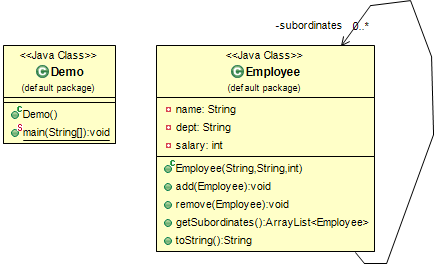 -subordinates 0..*
<<Java Class>>
Demo
(default package)
Demo()
main(String[]):void
<<Java Class>>
Employee
(default package)
name: String
dept: String
salary: int
Employee(String,String,int)
add(Employee):void
remove(Employee):void
getSubordinates():ArrayList<Employee>
toString():String